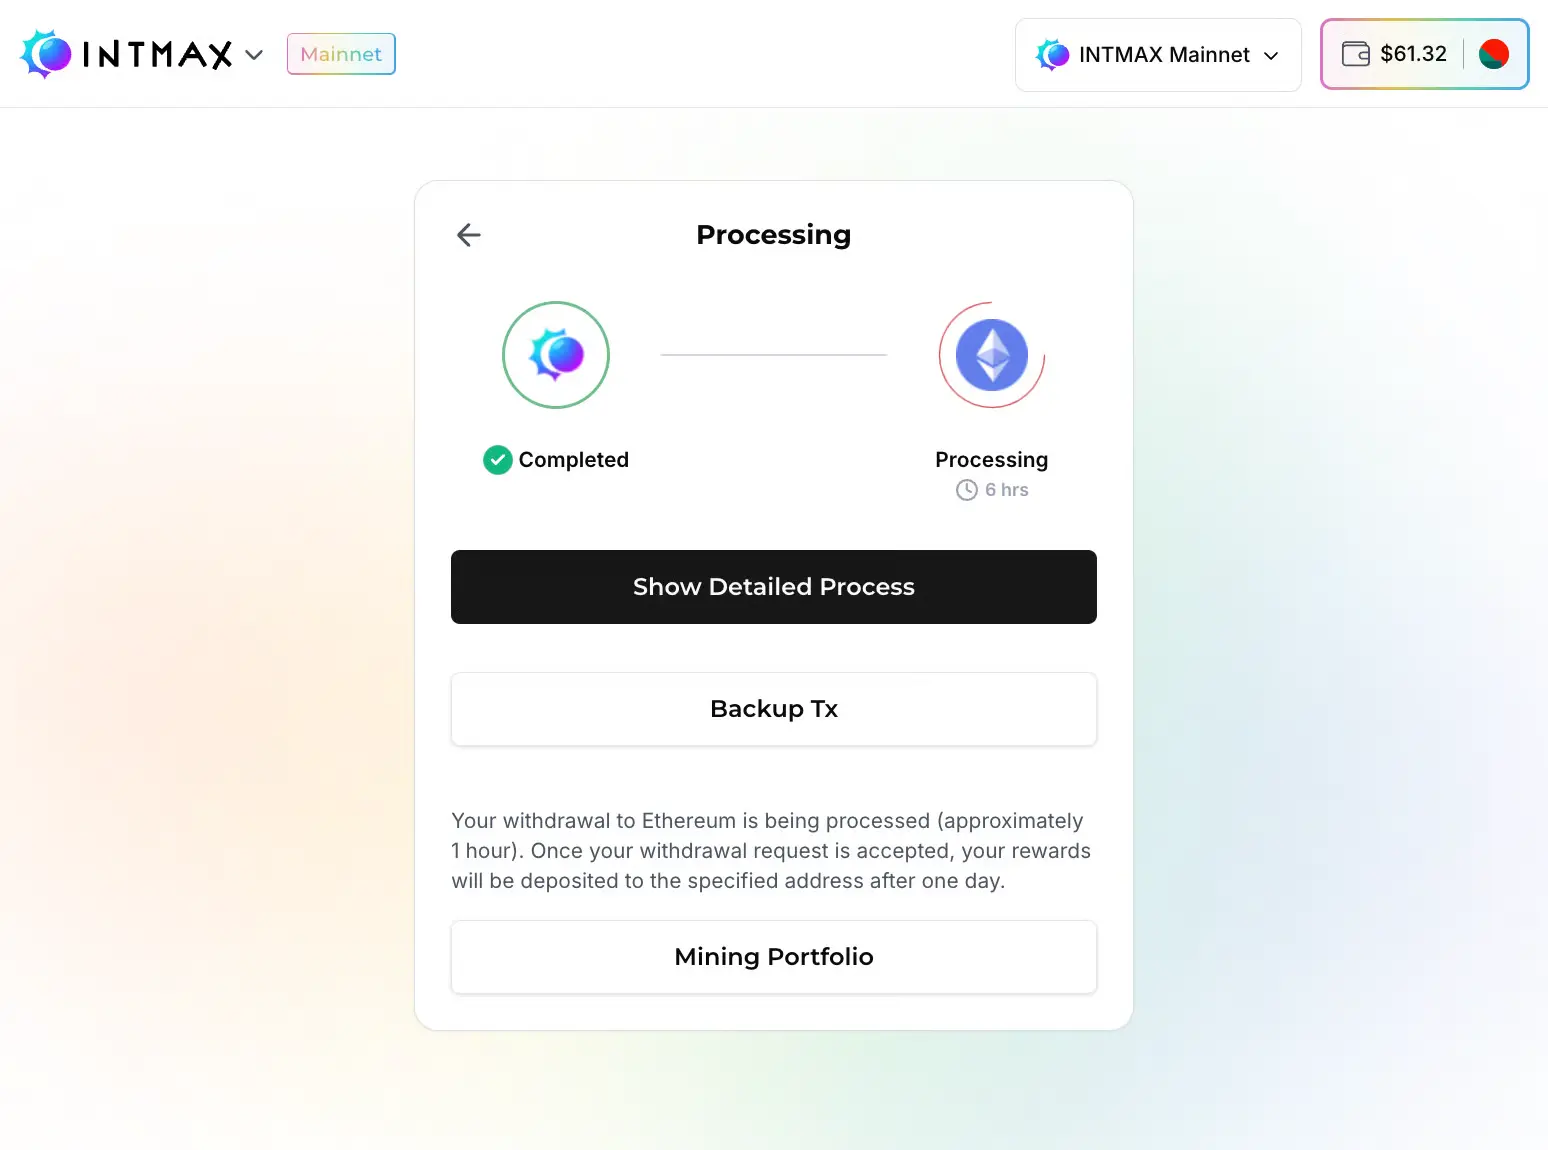 INTMAX
Mainnet
INTMAX Mainnet
$61.32
Processing
Completed
Processing
6 hrs
Show Detailed Process
Backup Tx
Your withdrawal to Ethereum is being processed (approximately
1 hour). Once your withdrawal request is accepted, your rewards
will be deposited to the specified address after one day.
Mining Portfolio